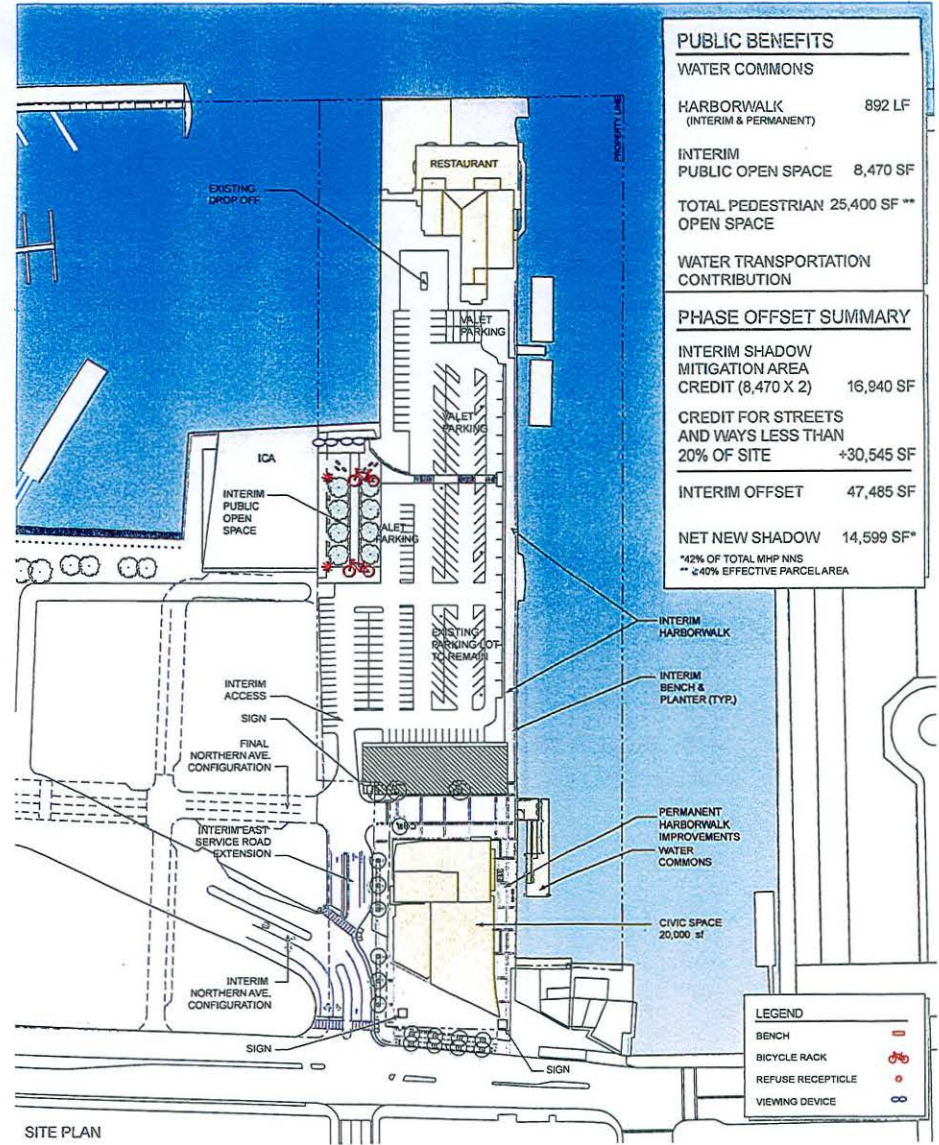 PUBLIC BENEFITS
WATER COMMONS
HARBORWALK 892 LF
(INTERIM & PERMANENT)
INTERIM
PUBLIC OPEN SPACE 8,470 SF
TOTAL PEDESTRIAN 25,400 SF **
OPEN SPACE
WATER TRANSPORTATION
CONTRIBUTION
PHASE OFFSET SUMMARY
INTERIM SHADOW
MITIGATION AREA
CREDIT (8,470 X 2) 16,940 SF
CREDIT FOR STREETS
AND WAYS LESS THAN
20% OF SITE +30,545 SF
INTERIM OFFSET 47,485 SF
NET NEW SHADOW 14,599 SF*
*42% OF TOTAL MHP NNS
** ≤40% EFFECTIVE PARCEL AREA
PROPERTY LINE
RESTAURANT
EXISTING
DROP OFF
VALET
PARKING
VALET
PARKING
ICA
INTERIM
PUBLIC
OPEN
SPACE
VALET
PARKING
EXISTING
PARKING LOT
TO REMAIN
INTERIM
HARBORWALK
INTERIM
BENCH &
PLANTER (TYP.)
INTERIM
ACCESS
SIGN
FINAL
NORTHERN AVE.
CONFIGURATION
INTERIM EAST
SERVICE ROAD
EXTENSION
PERMANENT
HARBORWALK
IMPROVEMENTS
WATER
COMMONS
CIVIC SPACE
20,000 sf
INTERIM
NORTHERN AVE.
CONFIGURATION
SIGN
SIGN
LEGEND
BENCH
BICYCLE RACK
REFUSE RECEPTICLE
VIEWING DEVICE
SITE PLAN